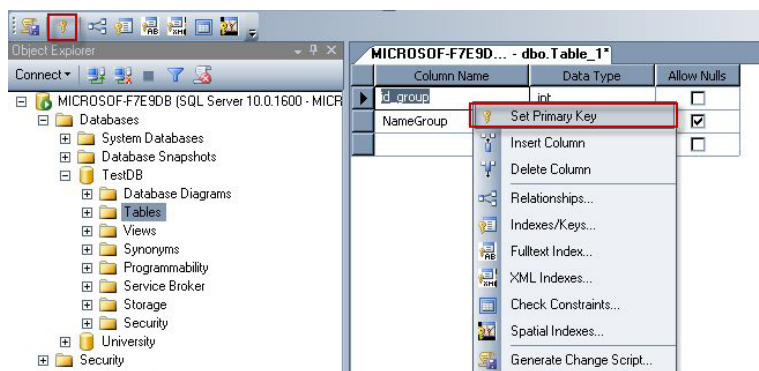 Object Explorer
Connect
MICROSOF-F7E9DB (SQL Server 10.0.1600 - MICR
Databases
System Databases
Database Snapshots
TestDB
Database Diagrams
Tables
Views
Synonyms
Programmability
Service Broker
Storage
Security
University
Security
MICROSOF-F7E9D... - dbo.Table_1*
Column Name Data Type Allow Nulls
id_group int
NameGroup
Set Primary Key
Insert Column
Delete Column
Relationships...
Indexes/Keys...
Fulltext Index...
XML Indexes...
Check Constraints...
Spatial Indexes...
Generate Change Script...